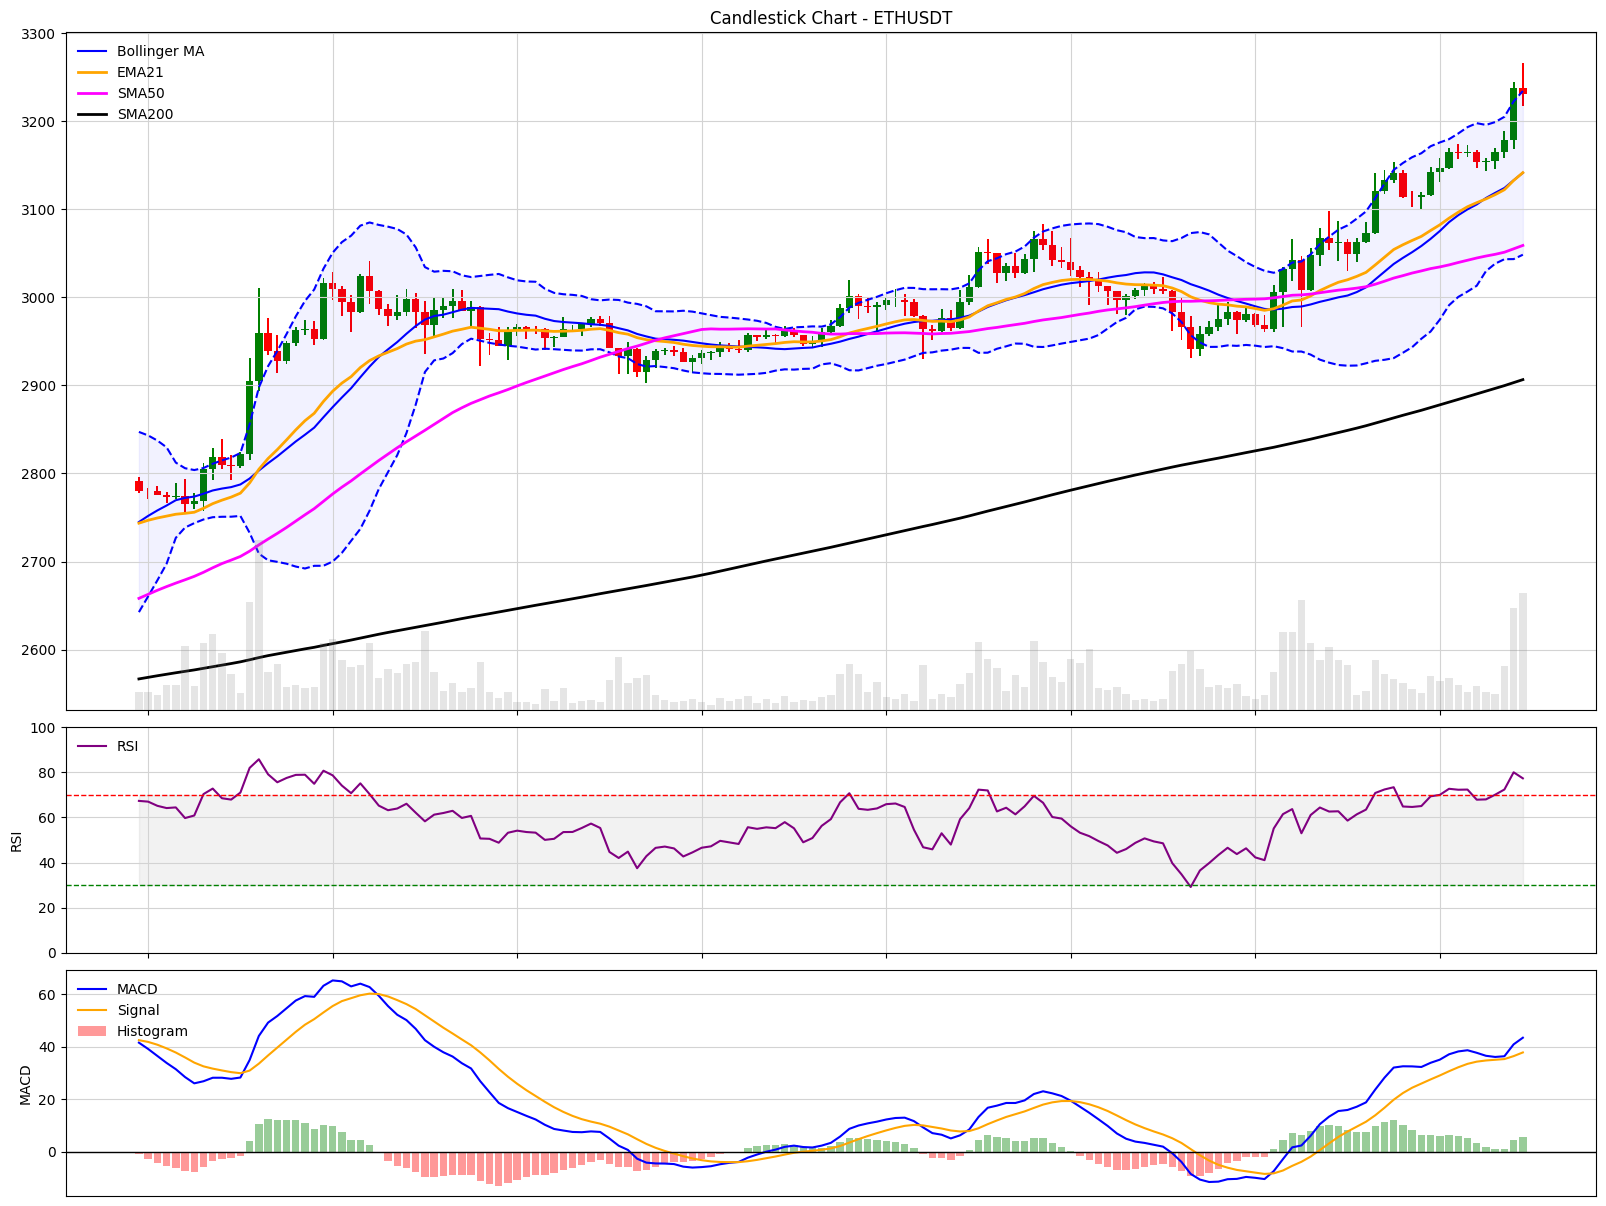 Candlestick Chart - ETHUSDT
3300
3200
3100
3000
2900
2800
2700
2600
Bollinger MA
EMA21
SMA50
SMA200
100
80
60
40
20
0
RSI
RSI
60
40
20
0
MACD
MACD
Signal
Histogram